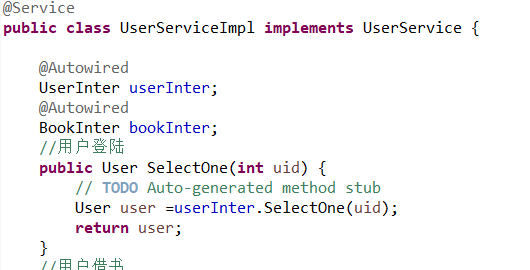 @Service
public class UserServiceImpl implements UserService {
@Autowired
UserInter userInter;
@Autowired
BookInter bookInter;
//用户登陆
public User SelectOne(int uid) {
// TODO Auto-generated method stub
User user =userInter.SelectOne(uid);
return user;
}
//用户借书